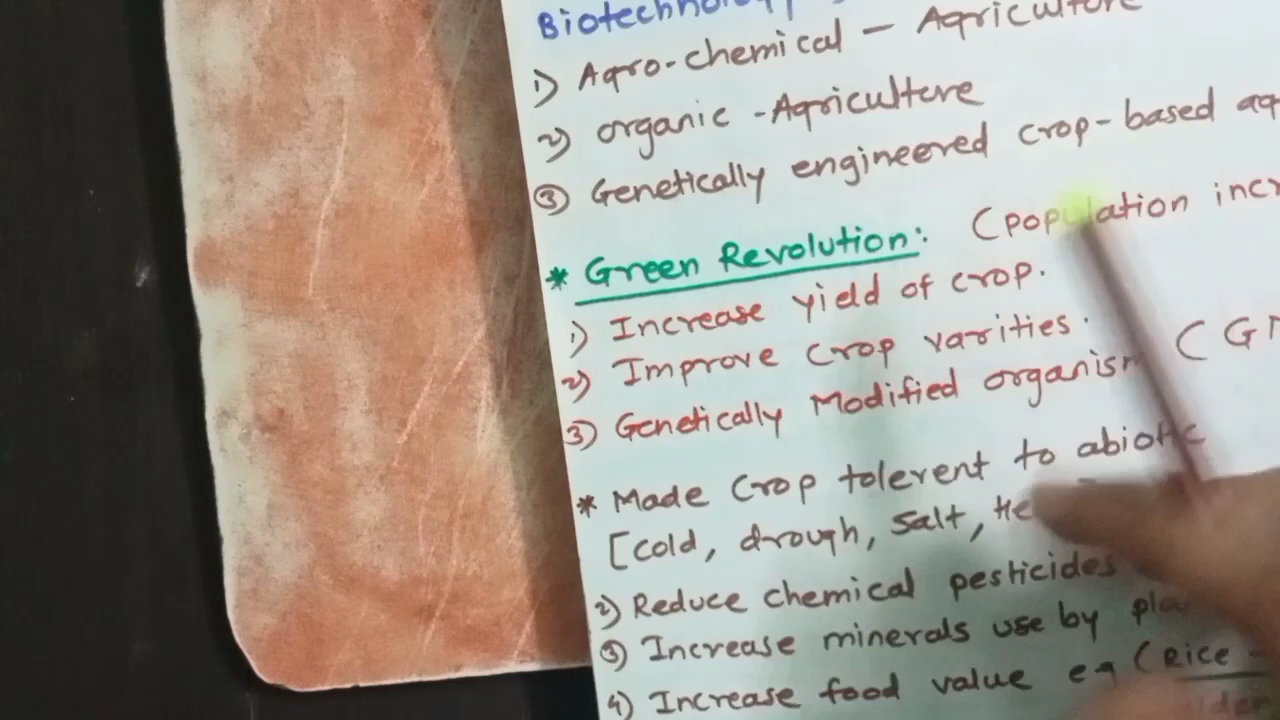 Biotechnology
1) Agro-chemical - Agriculture
2) organic - Agriculture
③ Genetically engineered crop-based
* Green Revolution: (population
1) Increase yield of crop.
2) Improve crop varities.
3) Genetically Modified organism
* Made Crop tolerent to abiotic
[cold, drough, salt,
2) Reduce chemical pesticides
③ Increase minerals use by
4) Increase food value eg (Rice -